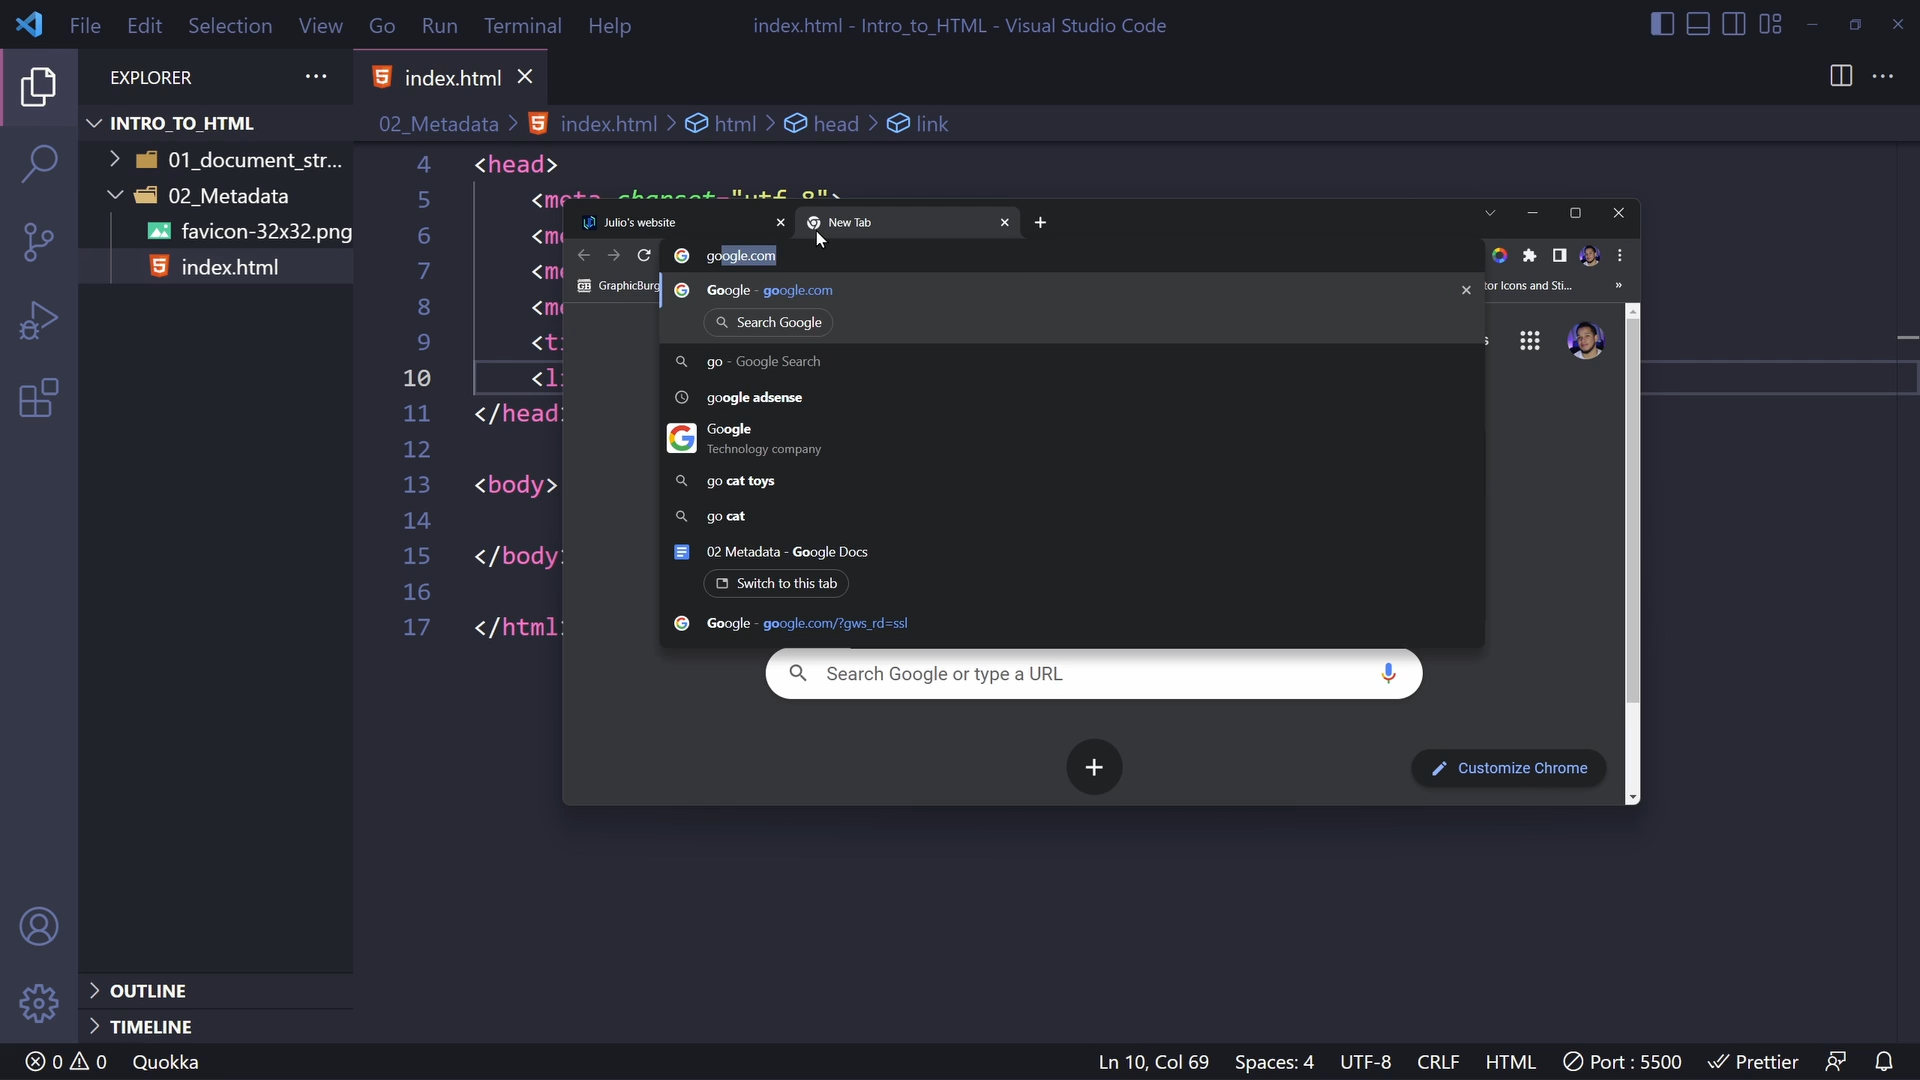 File Edit Selection View Go Run Terminal Help
index.html - Intro_to_HTML - Visual Studio Code
EXPLORER
index.html
INTRO_TO_HTML
01_document_str...
02_Metadata
favicon-32x32.png
index.html
OUTLINE
TIMELINE
02_Metadata > index.html > html > head > link
4 <head>
5
6
7
8
9
10
11 </head
12
13 <body>
14
15 </body
16
17 </html
Julio's website
New Tab
google.com
GraphicBurg
tor Icons and Sti...
Google - google.com
Search Google
go - Google Search
google adsense
Google
Technology company
go cat toys
go cat
02 Metadata - Google Docs
Switch to this tab
Google - google.com/?gws_rd=ssl
Search Google or type a URL
Customize Chrome
0 0 Quokka
Ln 10, Col 69 Spaces: 4 UTF-8 CRLF HTML Port : 5500 Prettier